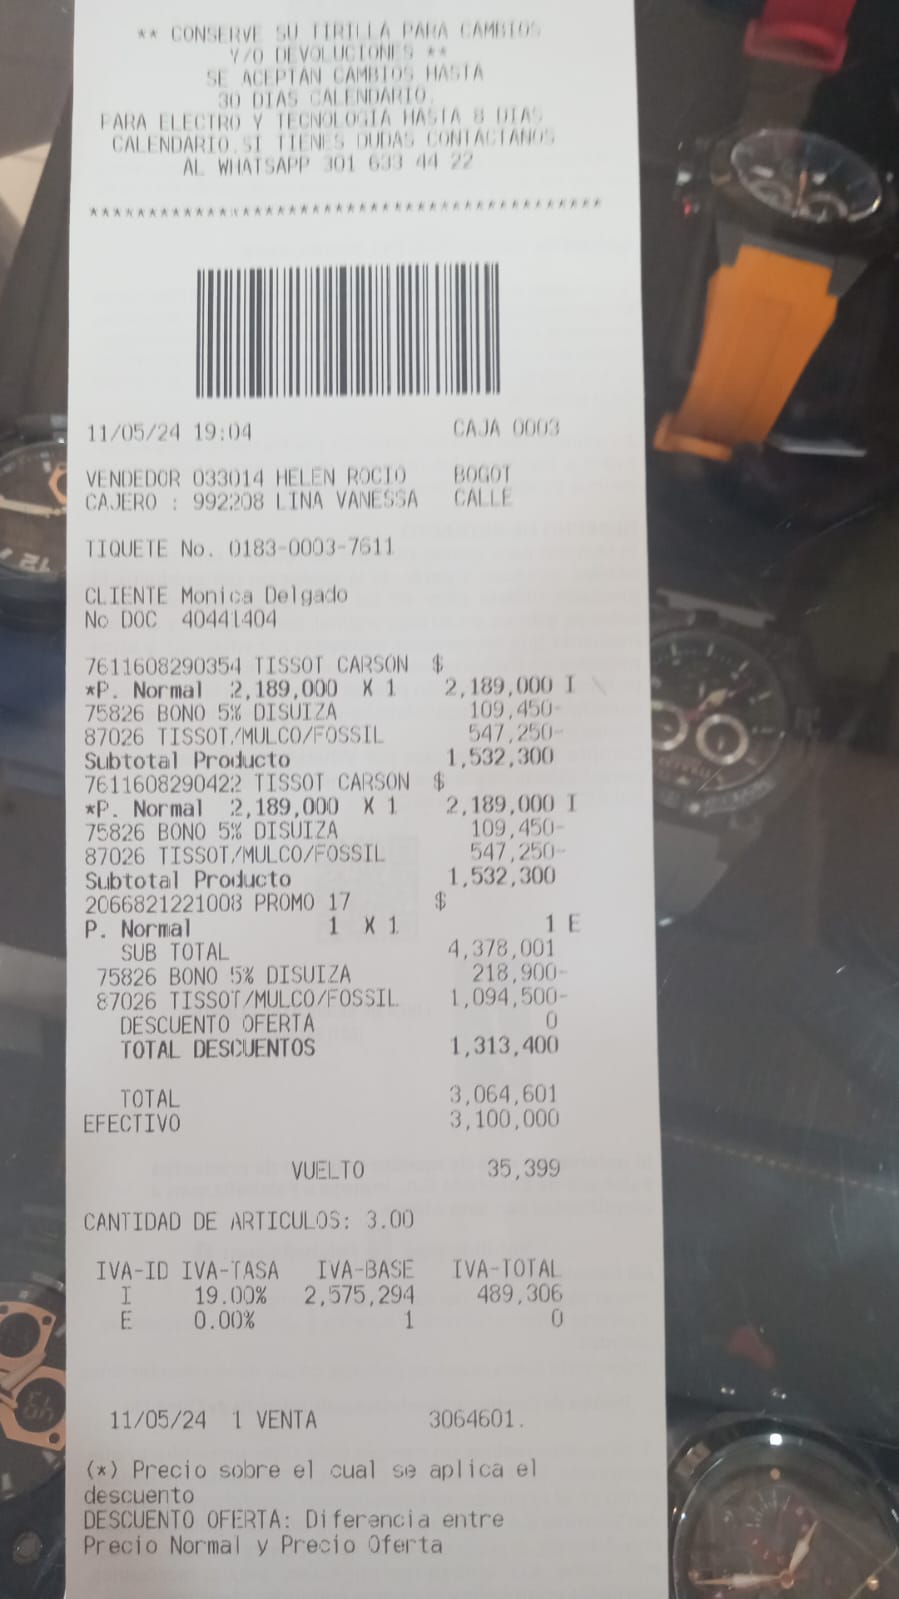 ** CONSERVE SU TIRILLA PARA CAMBIOS
Y/O DEVOLUCIONES **
SE ACEPTAN CAMBIOS HASTA
30 DIAS CALENDARIO.
PARA ELECTRO Y TECNOLOGIA HASTA 8 DIAS
CALENDARIO.SI TIENES DUDAS CONTACTANOS
AL WHATSAPP 301 633 44 22
********************************************
11/05/24 19:04 CAJA 0003
VENDEDOR 033014 HELEN ROCIO BOGOT
CAJERO : 992208 LINA VANESSA CALLE
TIQUETE No. 0183-0003-7611
CLIENTE Monica Delgado
No DOC 40441404
7611608290354 TISSOT CARSON $
*P. Normal 2,189,000 X 1 2,189,000 I
75826 BONO 5% DISUIZA 109,450-
87026 TISSOT/MULCO/FOSSIL 547,250-
Subtotal Producto 1,532,300
7611608290422 TISSOT CARSON $
*P. Normal 2,189,000 X 1 2,189,000 I
75826 BONO 5% DISUIZA 109,450-
87026 TISSOT/MULCO/FOSSIL 547,250-
Subtotal Producto 1,532,300
2066821221008 PROMO 17 $
P. Normal 1 X 1 1 E
SUB TOTAL 4,378,001
75826 BONO 5% DISUIZA 218,900-
87026 TISSOT/MULCO/FOSSIL 1,094,500-
DESCUENTO OFERTA 0
TOTAL DESCUENTOS 1,313,400
TOTAL 3,064,601
EFECTIVO 3,100,000
VUELTO 35,399
CANTIDAD DE ARTICULOS: 3.00
IVA-ID IVA-TASA IVA-BASE IVA-TOTAL
I 19.00% 2,575,294 489,306
E 0.00% 1 0
11/05/24 1 VENTA 3064601.
(*) Precio sobre el cual se aplica el
descuento
DESCUENTO OFERTA: Diferencia entre
Precio Normal y Precio Oferta
12